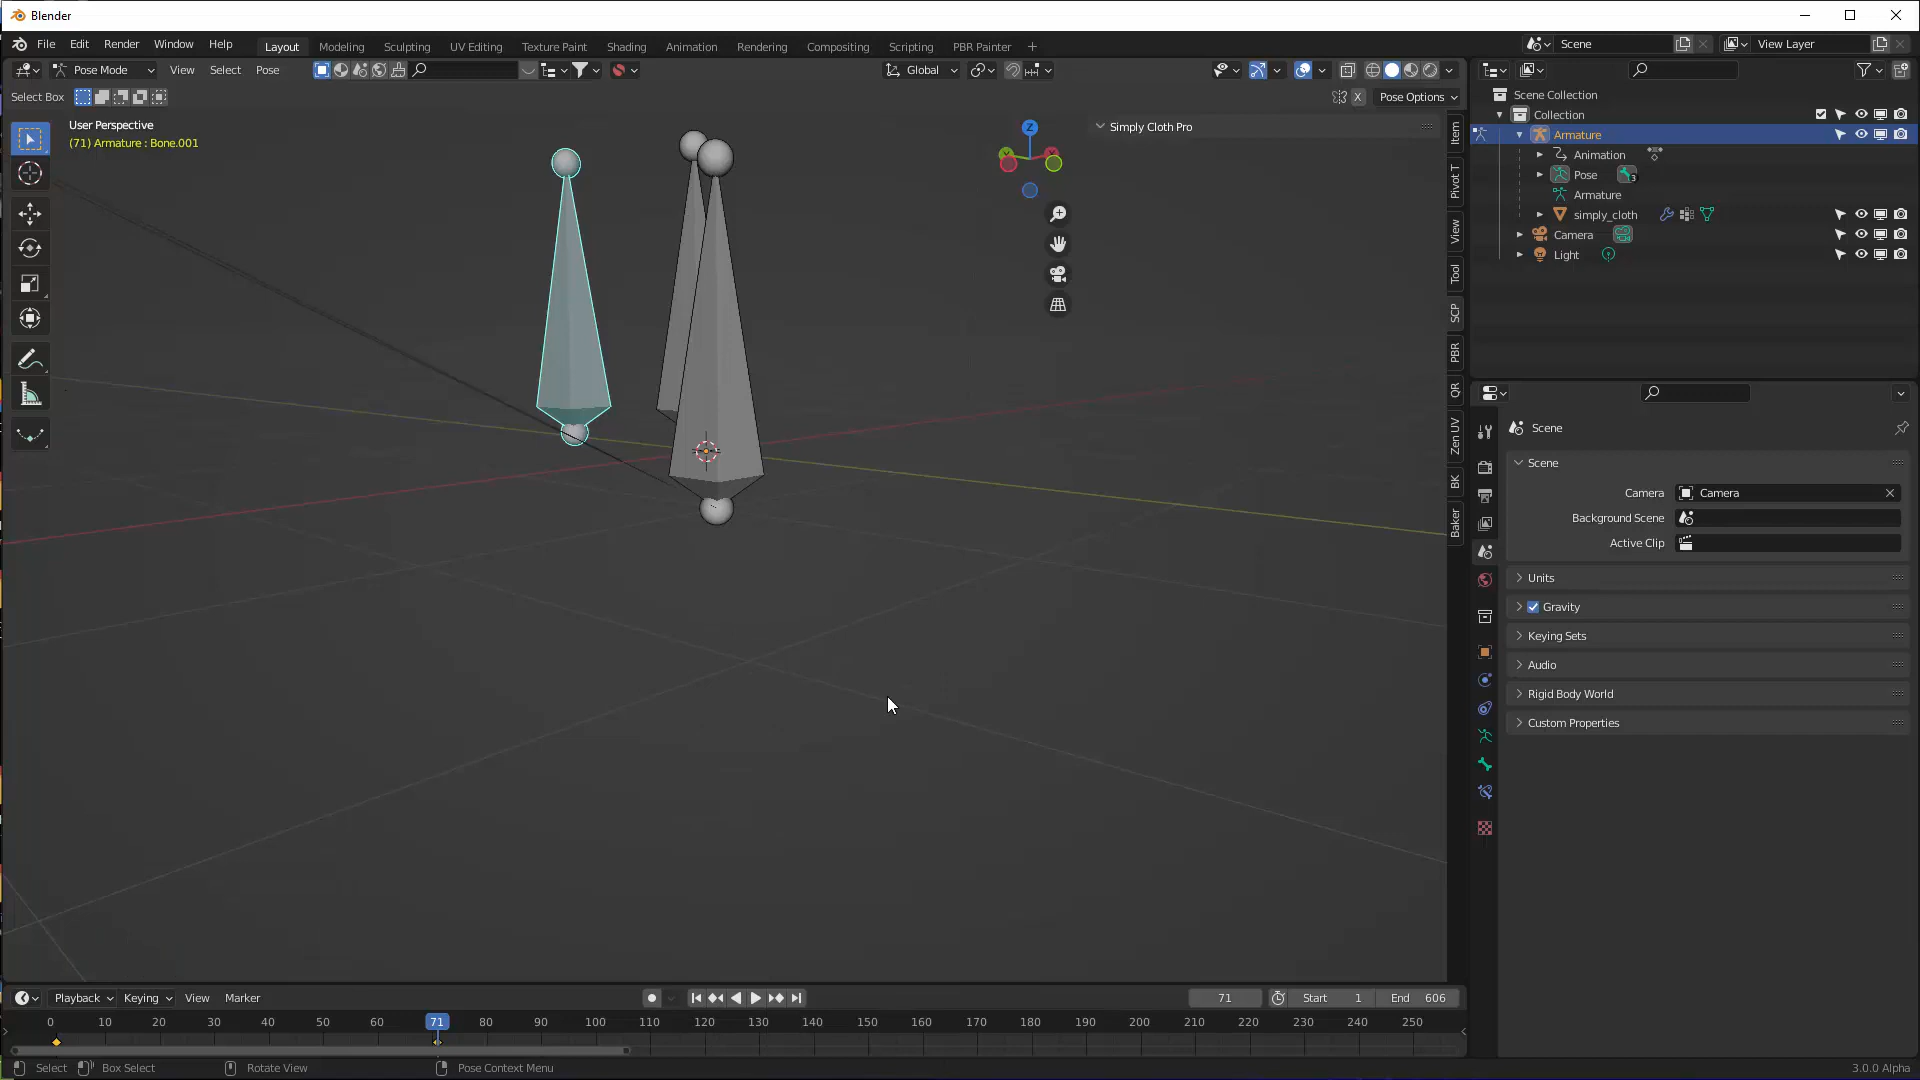 Blender
File Edit Render Window Help Layout Modeling Sculpting UV Editing Texture Paint Shading Animation Rendering Compositing Scripting PBR Painter + Scene View Layer
Pose Mode View Select Pose Global
Select Box X Pose Options
User Perspective
(71) Armature : Bone.001
Simply Cloth Pro
Z
Item
Pivot T
View
Tool
SCP
PBR
QR
Zen UV
BK
Baker
Scene Collection
Collection
Armature
Animation
Pose 3
Armature
simply_cloth
Camera
Light
Scene
Scene
Camera Camera
Background Scene
Active Clip
Units
Gravity
Keying Sets
Audio
Rigid Body World
Custom Properties
Playback Keying View Marker 71 Start 1 End 606
0 10 20 30 40 50 60 71 80 90 100 110 120 130 140 150 160 170 180 190 200 210 220 230 240 250
Select Box Select Rotate View Pose Context Menu 3.0.0 Alpha